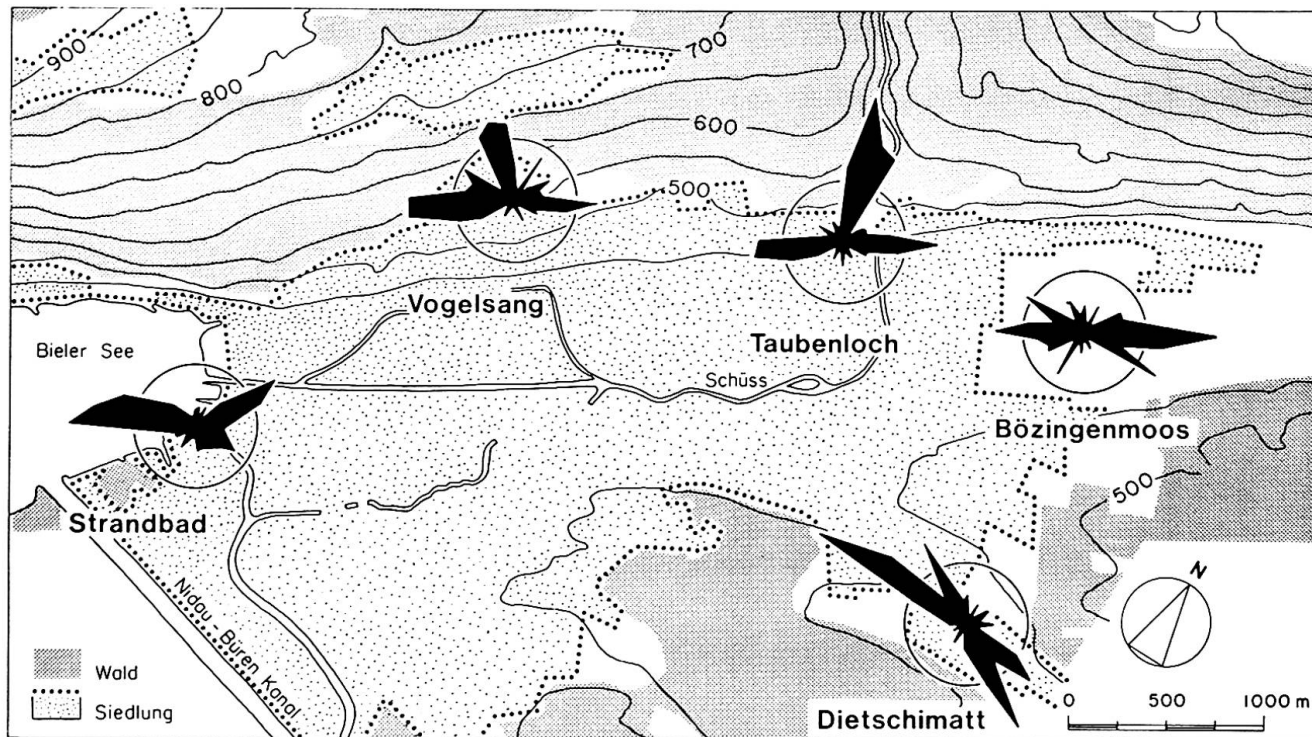 900
800
700
600
500
Vogelsang
Taubenloch
Bieler See
Schüss
Bözingenmoos
500
Strandbad
Nidau - Büren Kanal
N
Wald
Siedlung
Dietschimatt
0 500 1000 m